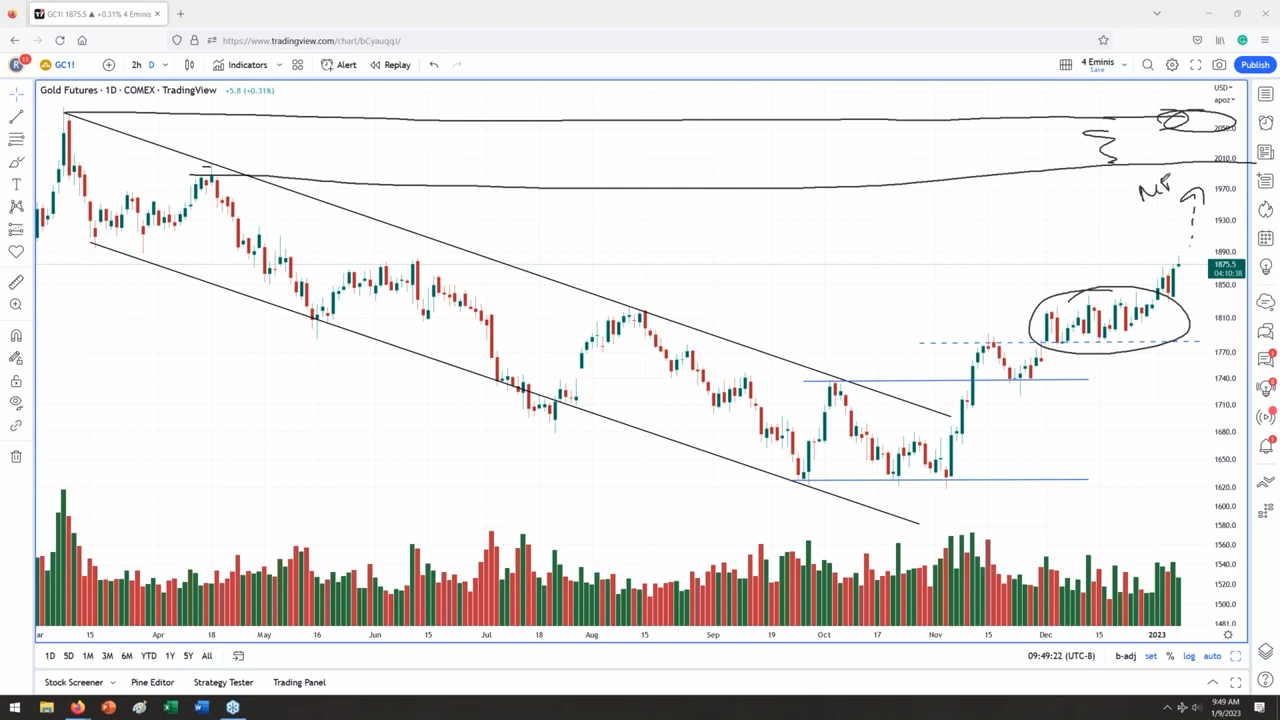 GC1! 1875.5 ▲ +0.31% 4 Eminis
https://www.tradingview.com/chart/bCyauqqJ/
R 11 GC1! 2h D Indicators Alert Replay 4 Eminis Save Publish
Gold Futures · 1D · COMEX · TradingView +5.8 (+0.31%)
USD
apoz
2050.0
2010.0
1970.0
1930.0
1890.0
1875.5
04:10:38
1850.0
1810.0
1770.0
1740.0
1710.0
1680.0
1650.0
1620.0
1600.0
1580.0
1560.0
1540.0
1520.0
1500.0
1481.0
ar 15 Apr 18 May 16 Jun 15 Jul 18 Aug 15 Sep 19 Oct 17 Nov 15 Dec 15 2023
1D 5D 1M 3M 6M YTD 1Y 5Y All 09:49:22 (UTC-8) b-adj set % log auto
Stock Screener Pine Editor Strategy Tester Trading Panel
9:49 AM
1/9/2023